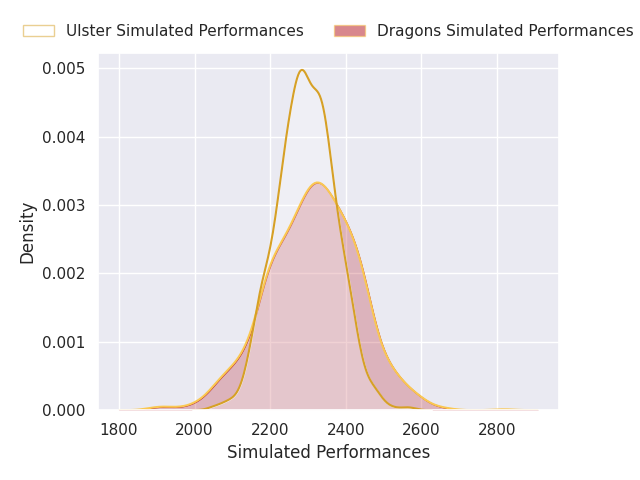 Ulster Simulated Performances
Dragons Simulated Performances
0.005
0.004
0.003
0.002
0.001
0.000
Density
1800 2000 2200 2400 2600 2800
Simulated Performances